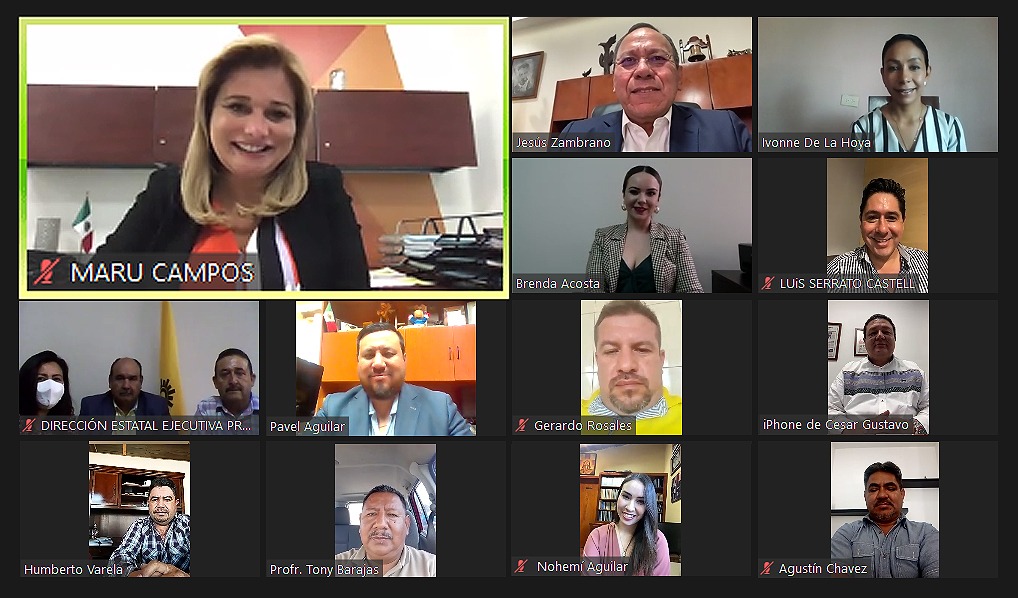 MARU CAMPOS
Jesús Zambrano
Ivonne De La Hoya
Brenda Acosta
LUiS SERRATO CASTELL
DIRECCIÓN ESTATAL EJECUTIVA PR...
Pavel Aguilar
Gerardo Rosales
iPhone de Cesar Gustavo
Humberto Varela
Profr. Tony Barajas
Nohemí Aguilar
Agustín Chavez